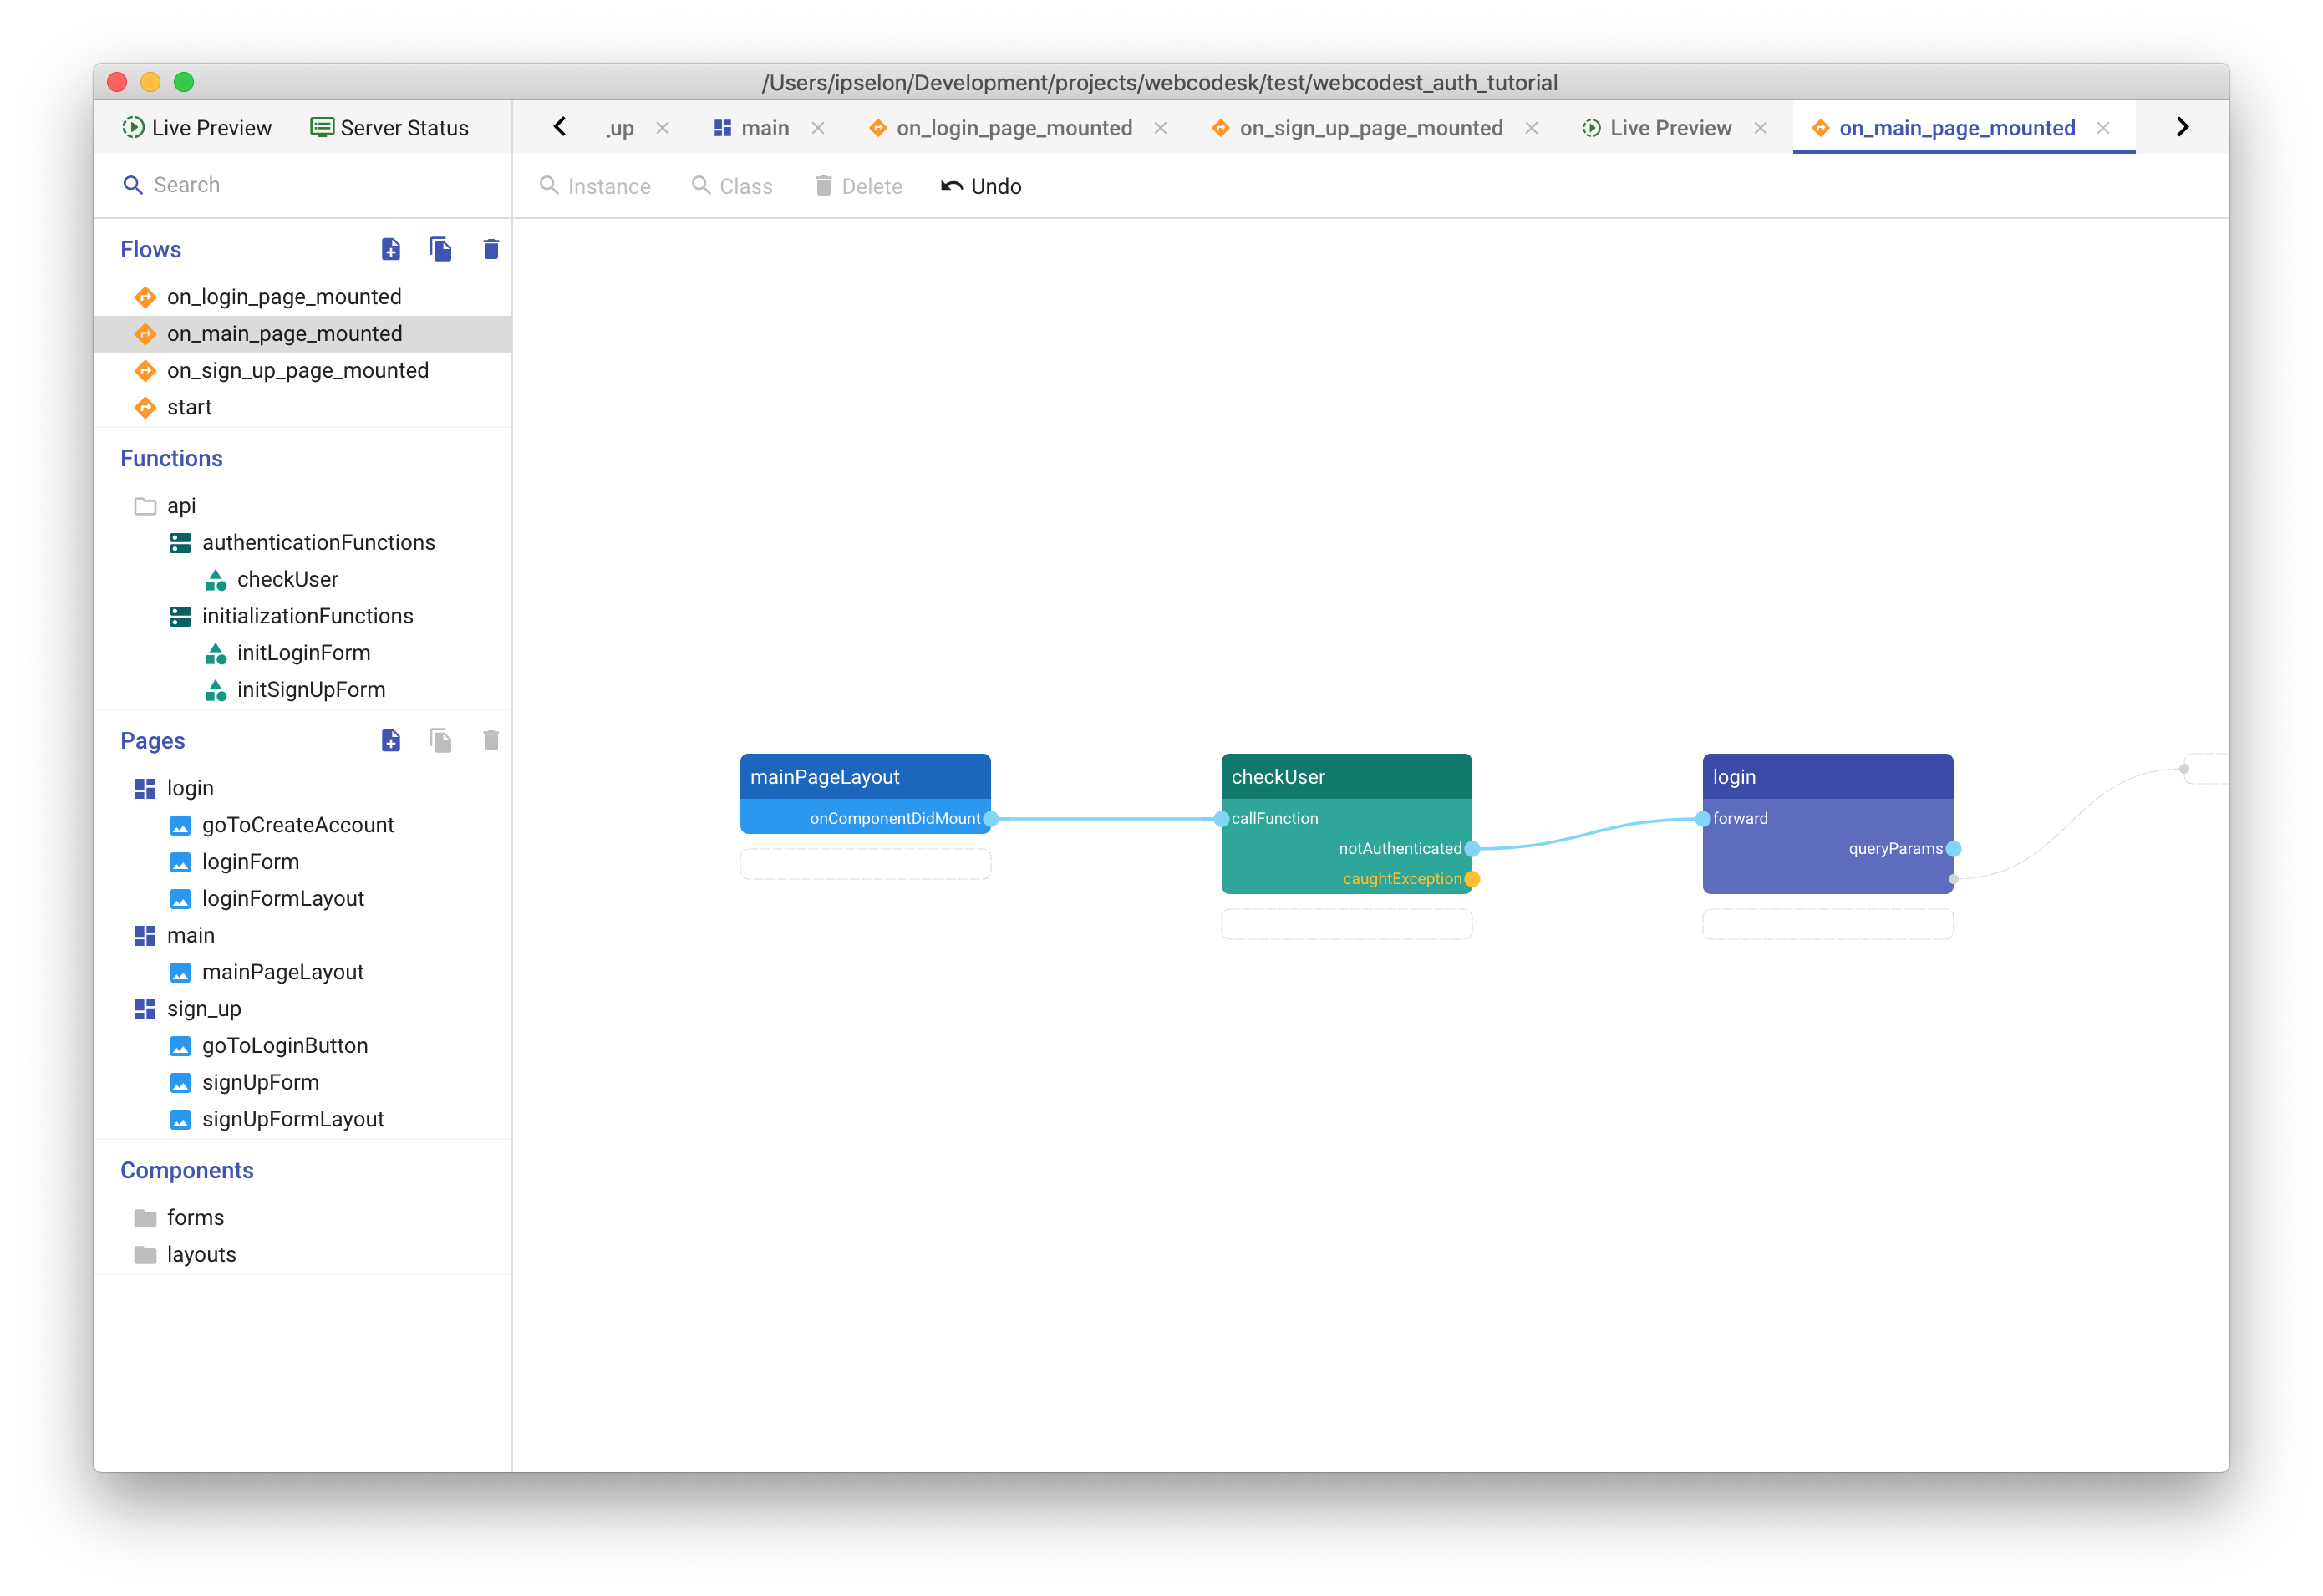 /Users/ipselon/Development/projects/webcodesk/test/webcodest_auth_tutorial
Live Preview Server Status
_up main on_login_page_mounted on_sign_up_page_mounted Live Preview on_main_page_mounted
Search
Instance Class Delete Undo
Flows
on_login_page_mounted
on_main_page_mounted
on_sign_up_page_mounted
start
Functions
api
authenticationFunctions
checkUser
initializationFunctions
initLoginForm
initSignUpForm
Pages
login
goToCreateAccount
loginForm
loginFormLayout
main
mainPageLayout
sign_up
goToLoginButton
signUpForm
signUpFormLayout
Components
forms
layouts
mainPageLayout
onComponentDidMount
checkUser
callFunction
notAuthenticated
caughtException
login
forward
queryParams